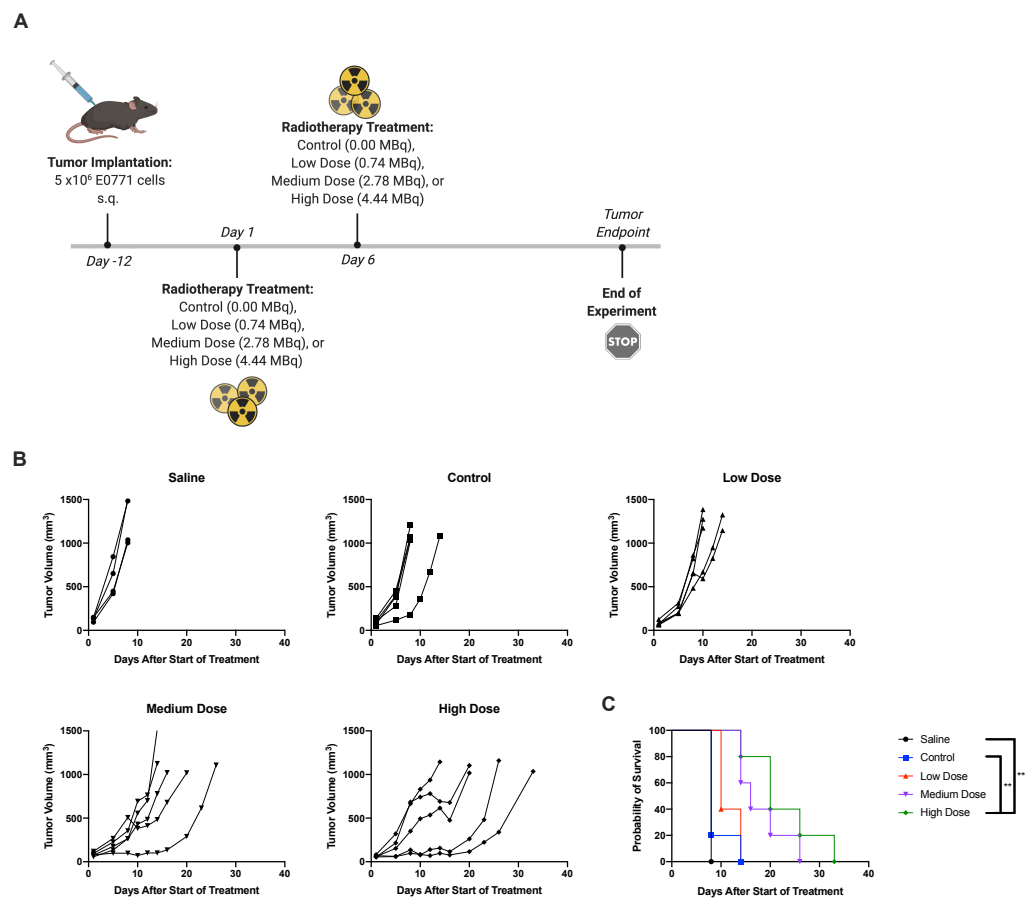 A
Radiotherapy Treatment:
Control (0.00 MBq),
Low Dose (0.74 MBq),
Medium Dose (2.78 MBq), or
High Dose (4.44 MBq)
Tumor Implantation:
5 x10⁶ E0771 cells
s.q.
Day 1
Tumor
Endpoint
Day -12
Day 6
Radiotherapy Treatment:
Control (0.00 MBq),
Low Dose (0.74 MBq),
Medium Dose (2.78 MBq), or
High Dose (4.44 MBq)
End of
Experiment
STOP
B
Saline
Tumor Volume (mm³)
1500
1000
500
0
0 10 20 30 40
Days After Start of Treatment
Control
Tumor Volume (mm³)
1500
1000
500
0
0 10 20 30 40
Days After Start of Treatment
Low Dose
Tumor Volume (mm³)
1500
1000
500
0
0 10 20 30 40
Days After Start of Treatment
Medium Dose
Tumor Volume (mm³)
1500
1000
500
0
0 10 20 30 40
Days After Start of Treatment
High Dose
Tumor Volume (mm³)
1500
1000
500
0
0 10 20 30 40
Days After Start of Treatment
C
Probability of Survival
100
80
60
40
20
0
0 10 20 30 40
Days After Start of Treatment
Saline
Control
Low Dose
Medium Dose
High Dose
**
**